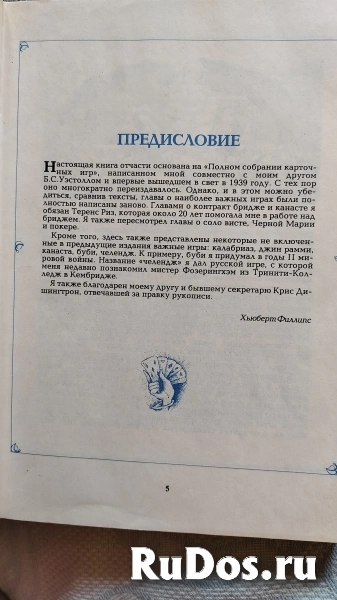 ПРЕДИСЛОВИЕ
Настоящая книга отчасти основана на «Полном собрании карточ-
ных игр», написанном мной совместно с моим другом
Б.С.Уэстоллом и впервые вышедшем в свет в 1939 году. С тех пор
оно многократно переиздавалось. Однако, и в этом можно убе-
диться, сравнив тексты, главы о наиболее важных играх были по-
лностью написаны заново. Главами о контракт бридже и канасте я
обязан Теренс Риз, которая около 20 лет помогала мне в работе над
бриджем. Я также пересмотрел главы о соло висте, Черной Марии
и покере.
Кроме того, здесь также представлены некоторые не включен-
ные в предыдущие издания важные игры: калабриаз, джин рамми,
канаста, буби, челендж. К примеру, буби я придумал в годы II ми-
ровой войны. Название «челендж» я дал русской игре, с которой
меня недавно познакомил мистер Фозерингхэм из Тринити-Кол-
ледж в Кембридже.
Я также благодарен моему другу и бывшему секретарю Крис Ди-
шингтрон, отвечавшей за правку рукописи.
Хьюберт Филлипс
5
RuDos.ru